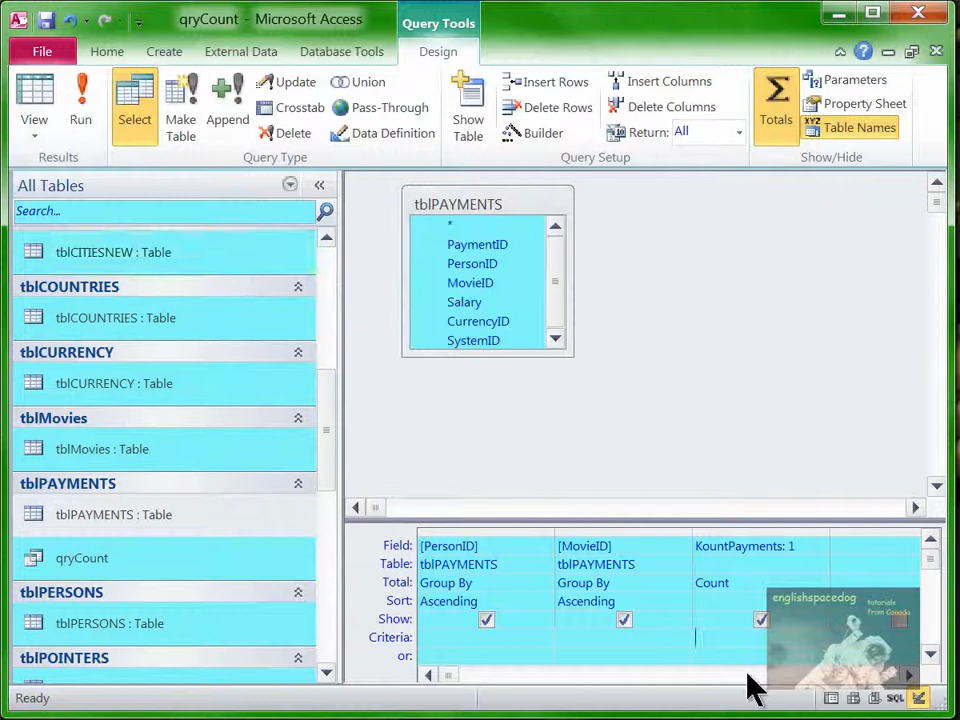 qryCount - Microsoft Access
Query Tools
File Home Create External Data Database Tools Design
View
Run
Select
Make Table
Append
Update
Crosstab
Delete
Union
Pass-Through
Data Definition
Show Table
Insert Rows
Delete Rows
Builder
Insert Columns
Delete Columns
Return: All
Totals
Parameters
Property Sheet
XYZ Table Names
Results
Query Type
Query Setup
Show/Hide
All Tables
Search...
tblCITIESNEW : Table
tblCOUNTRIES
tblCOUNTRIES : Table
tblCURRENCY
tblCURRENCY : Table
tblMovies
tblMovies : Table
tblPAYMENTS
tblPAYMENTS : Table
qryCount
tblPERSONS
tblPERSONS : Table
tblPOINTERS
tblPAYMENTS
*
PaymentID
PersonID
MovieID
Salary
CurrencyID
SystemID
Field: [PersonID] [MovieID] KountPayments: 1
Table: tblPAYMENTS tblPAYMENTS
Total: Group By Group By Count
Sort: Ascending Ascending
Show:
Criteria:
or:
englishspacedog
tutorials
from Canada
Ready
SQL